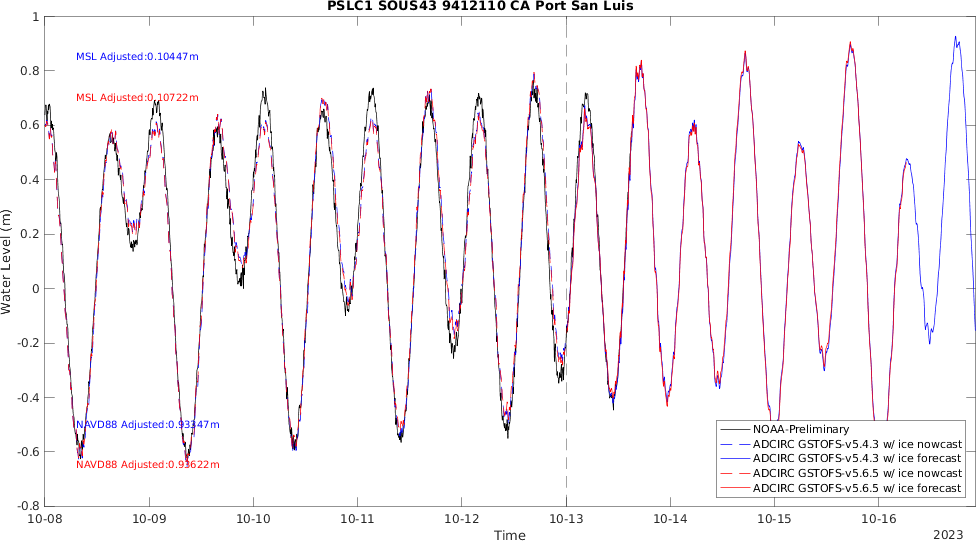 PSLC1 SOUS43 9412110 CA Port San Luis
1
0.8
0.6
0.4
0.2
0
-0.2
-0.4
-0.6
-0.8
Water Level (m)
MSL Adjusted:0.10447m
MSL Adjusted:0.10722m
NAVD88 Adjusted:0.93347m
NAVD88 Adjusted:0.93622m
NOAA-Preliminary
ADCIRC GSTOFS-v5.4.3 w/ ice nowcast
ADCIRC GSTOFS-v5.4.3 w/ ice forecast
ADCIRC GSTOFS-v5.6.5 w/ ice nowcast
ADCIRC GSTOFS-v5.6.5 w/ ice forecast
10-08 10-09 10-10 10-11 10-12 10-13 10-14 10-15 10-16
Time
2023